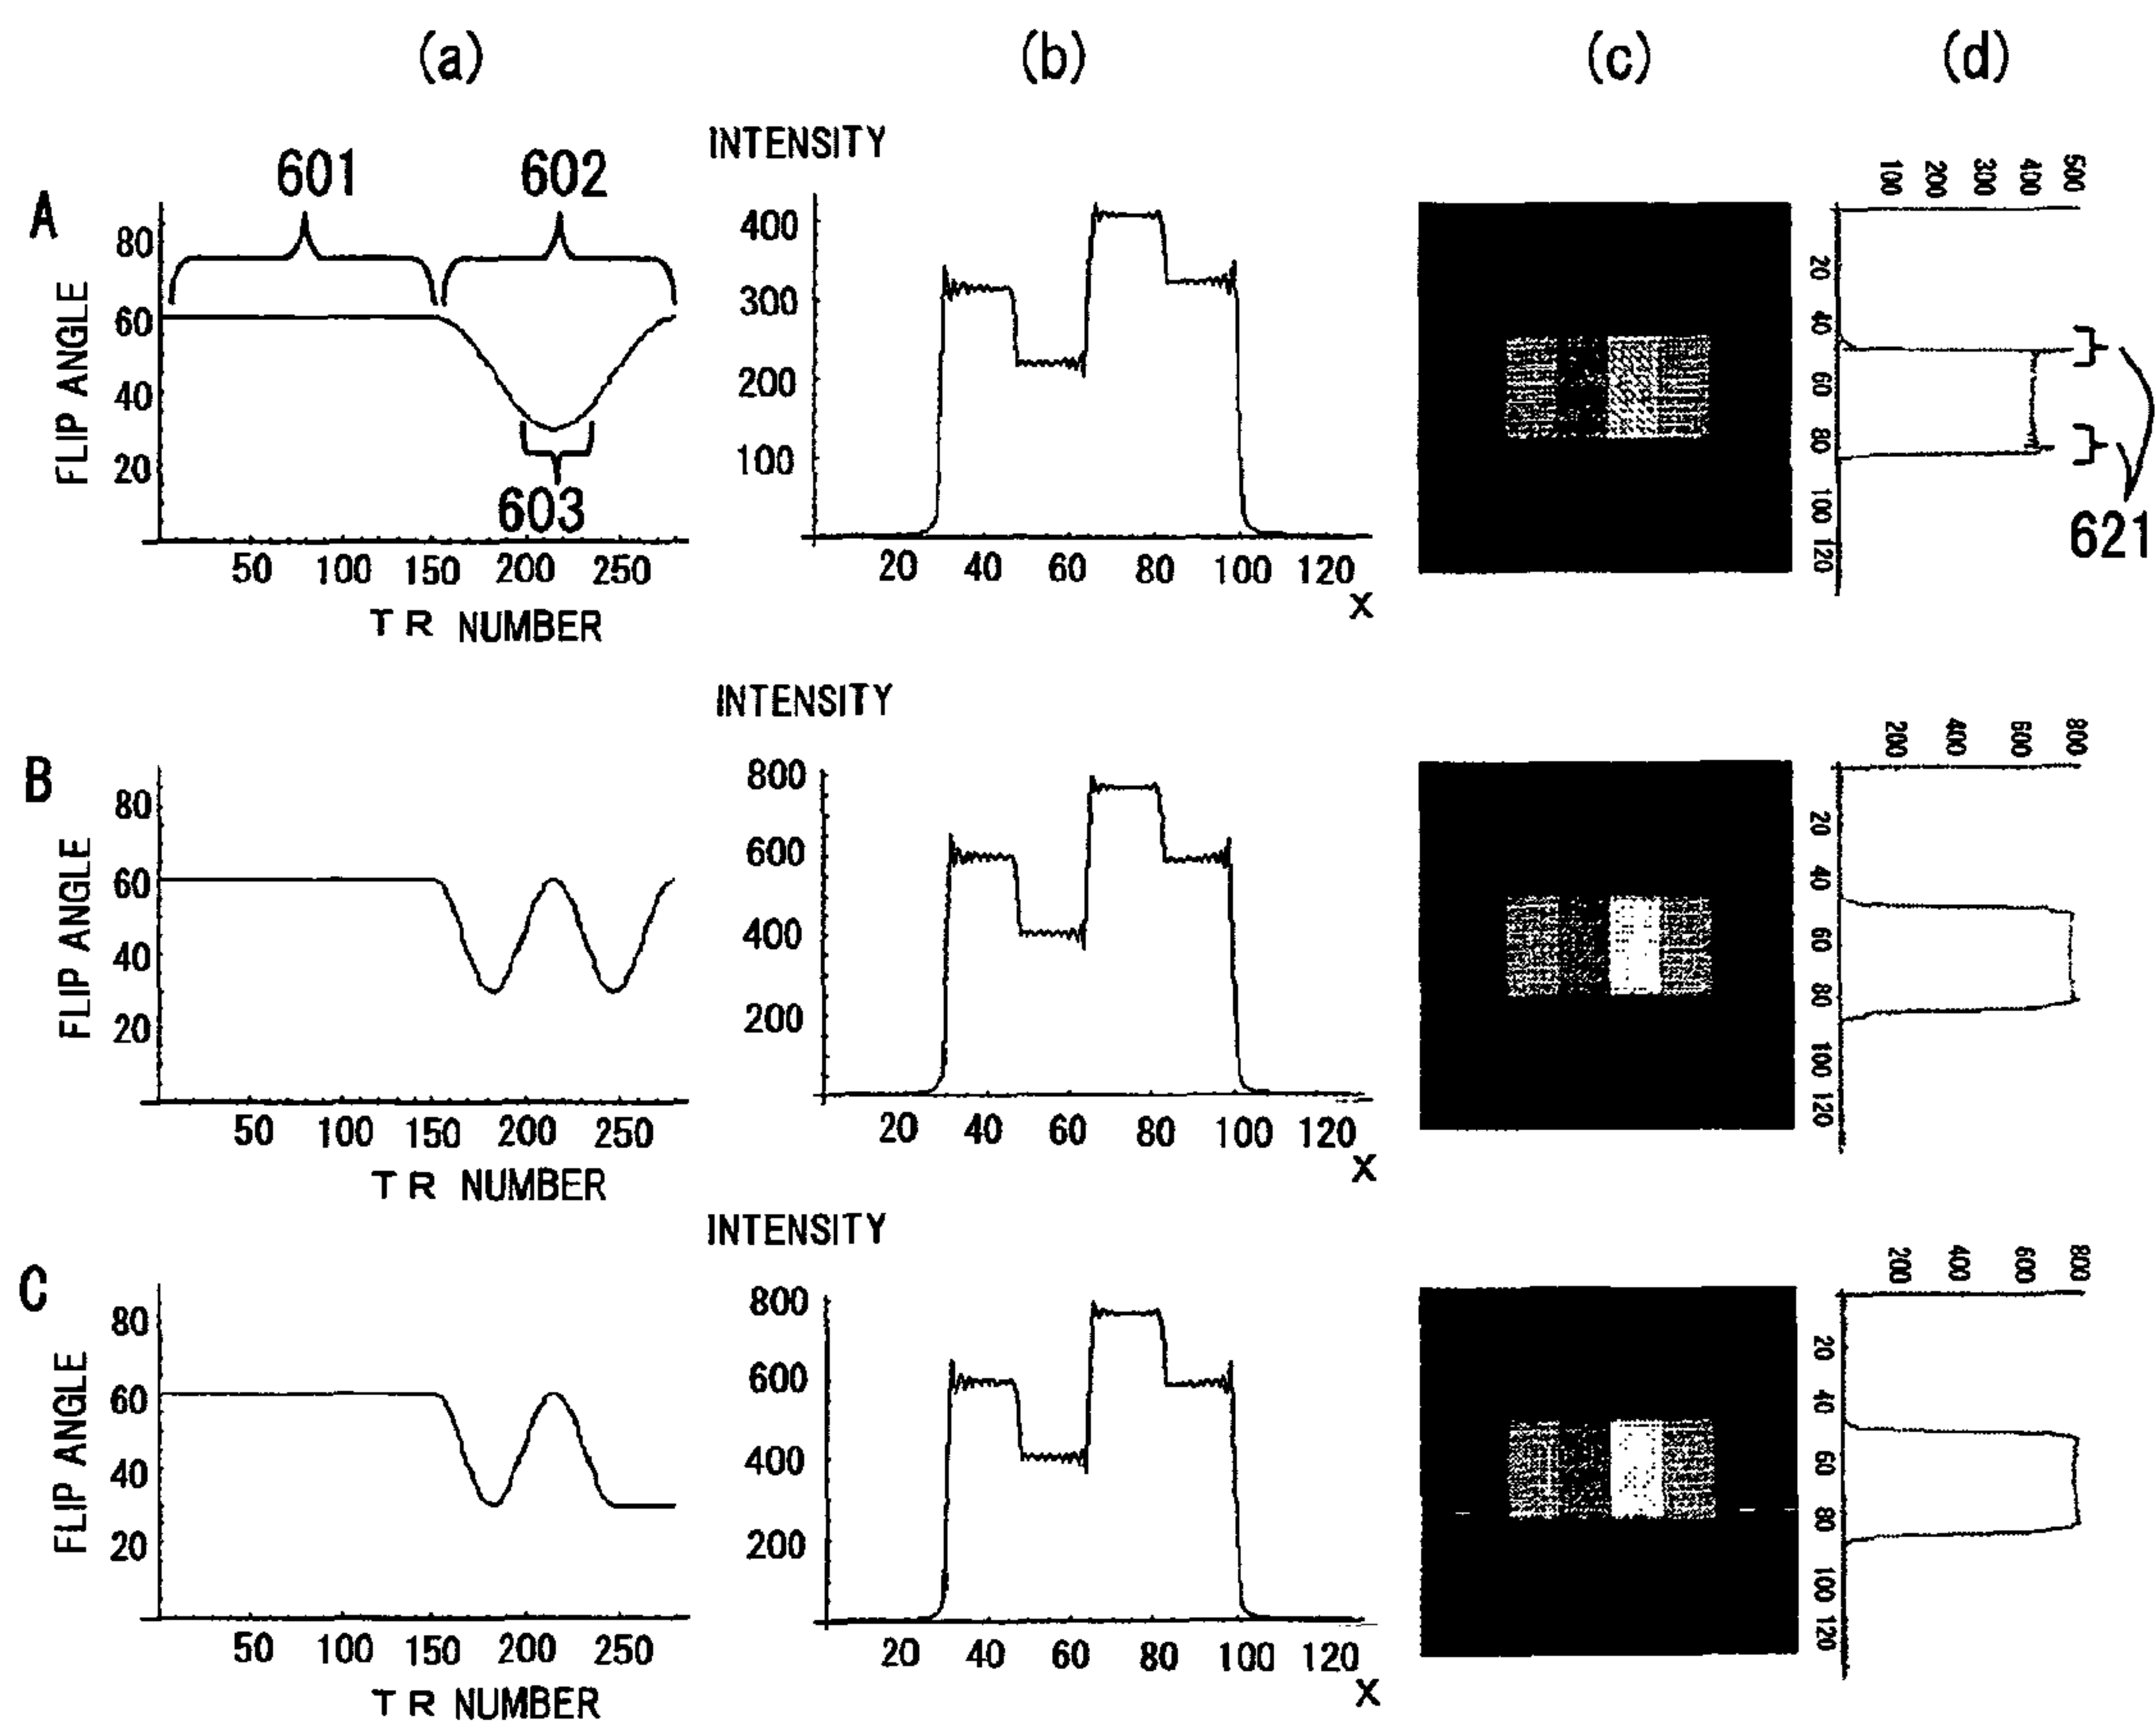 (a) (b) (c) (d)
A
601 602
603
FLIP ANGLE
80
60
40
20
50 100 150 200 250
TR NUMBER
INTENSITY
400
300
200
100
20 40 60 80 100 120
X
100 200 300 400 500
20 40 60 80 100 120
621
B
FLIP ANGLE
80
60
40
20
50 100 150 200 250
TR NUMBER
INTENSITY
800
600
400
200
20 40 60 80 100 120
X
200 400 600 800
20 40 60 80 100 120
C
FLIP ANGLE
80
60
40
20
50 100 150 200 250
TR NUMBER
INTENSITY
800
600
400
200
20 40 60 80 100 120
X
200 400 600 800
20 40 60 80 100 120